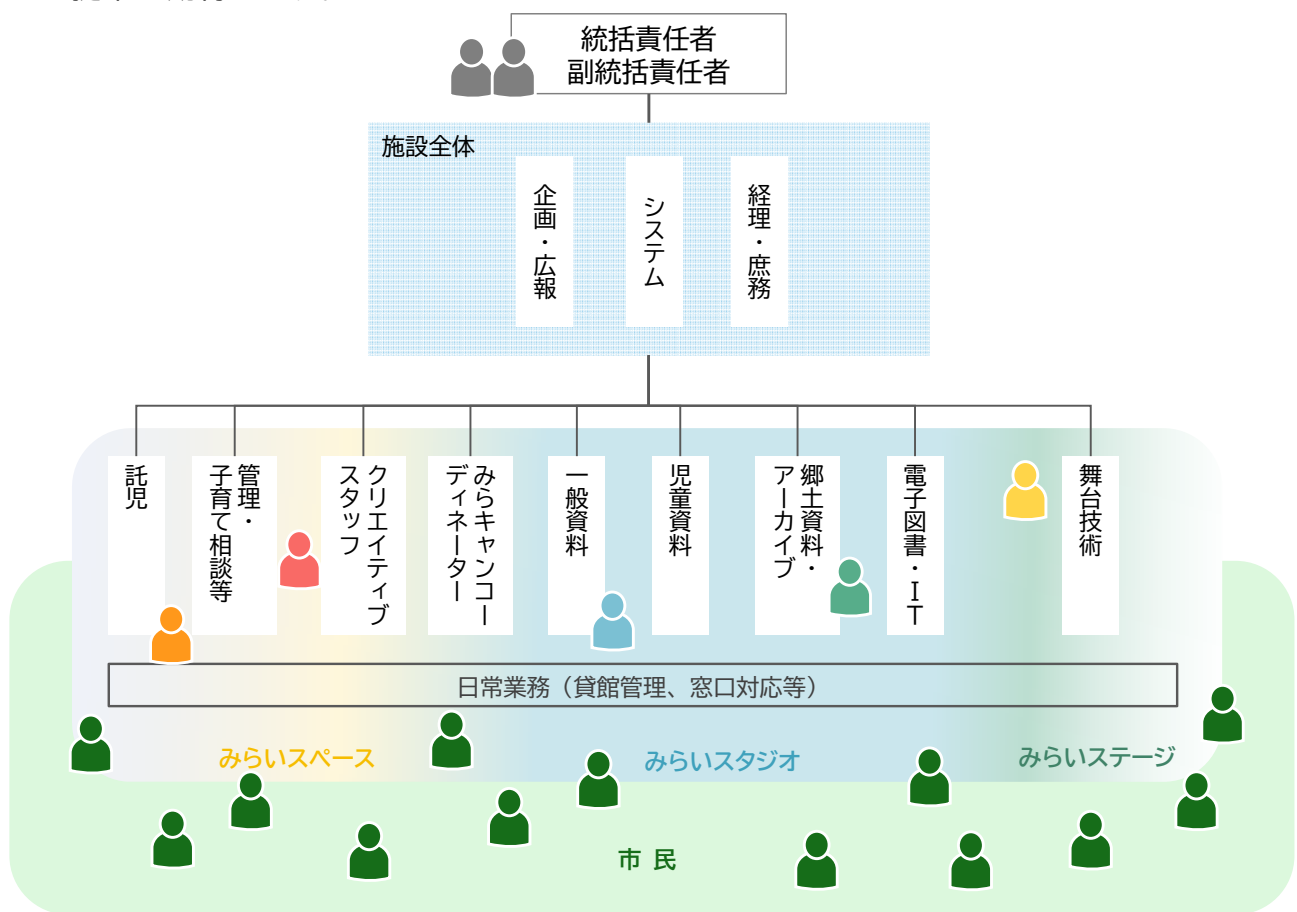 統括責任者
副統括責任者
施設全体
企画・広報
システム
経理・庶務
託児
管理・
子育て相談等
クリエイティブ
スタッフ
みらキャンコー
ディネーター
一般資料
児童資料
郷土資料・
アーカイブ
電子図書・IT
舞台技術
日常業務（貸館管理、窓口対応等）
みらいスペース
みらいスタジオ
みらいステージ
市 民